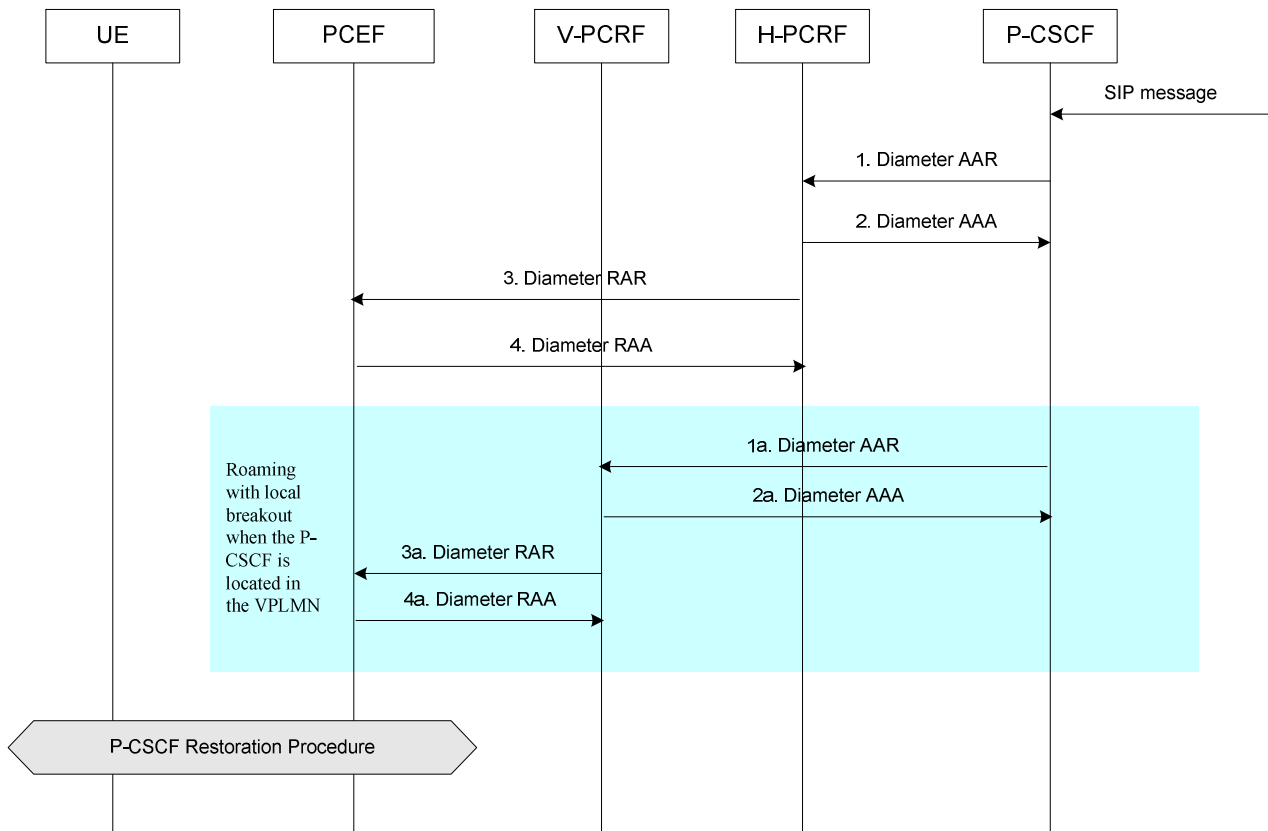 UE
PCEF
V-PCRF
H-PCRF
P-CSCF
SIP message
1. Diameter AAR
2. Diameter AAA
3. Diameter RAR
4. Diameter RAA
Roaming
with local
breakout
when the P-
CSCF is
located in
the VPLMN
1a. Diameter AAR
2a. Diameter AAA
3a. Diameter RAR
4a. Diameter RAA
P-CSCF Restoration Procedure